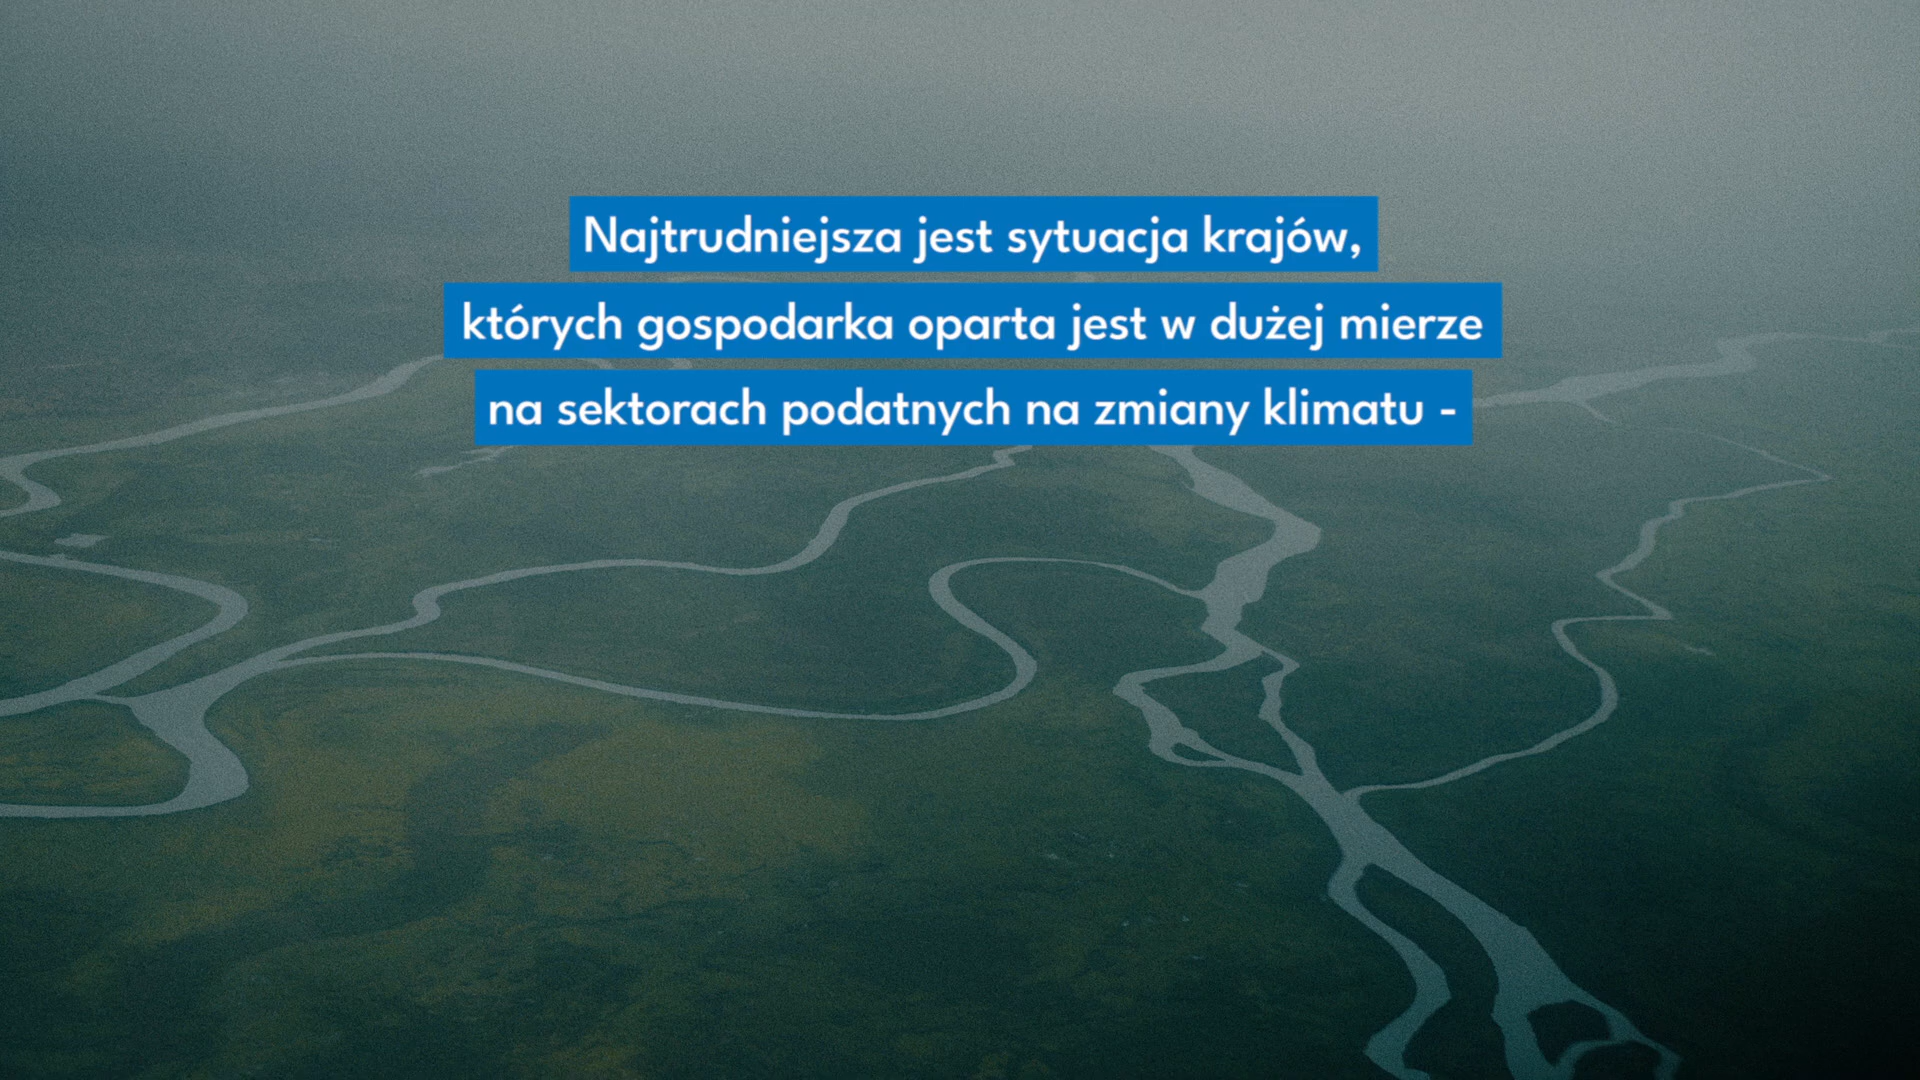 Najtrudniejsza jest sytuacja krajów,
których gospodarka oparta jest w dużej mierze
na sektorach podatnych na zmiany klimatu -